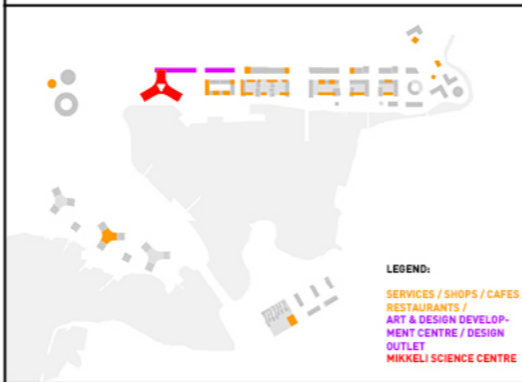 LEGEND:
SERVICES / SHOPS / CAFES
RESTAURANTS /
ART & DESIGN DEVELOP-
MENT CENTRE / DESIGN
OUTLET
MIKKELI SCIENCE CENTRE